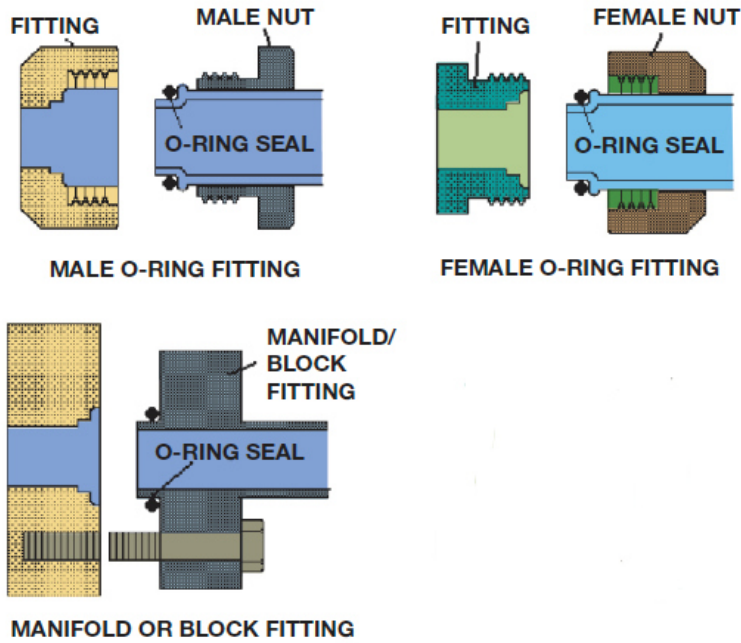 FITTING
MALE NUT
O-RING SEAL
MALE O-RING FITTING
FITTING
FEMALE NUT
O-RING SEAL
FEMALE O-RING FITTING
MANIFOLD/
BLOCK
FITTING
O-RING SEAL
MANIFOLD OR BLOCK FITTING